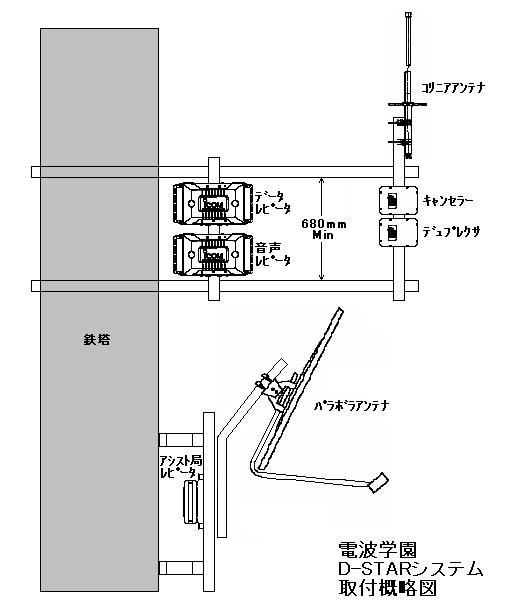 コリニアアンテナ
データ
レピータ
ICOM
キャンセラー
680mm
Min
デュプレクサ
音声
レピータ
ICOM
鉄塔
パラボラアンテナ
アシスト局
レピータ
電波学園
D-STARシステム
取付概略図